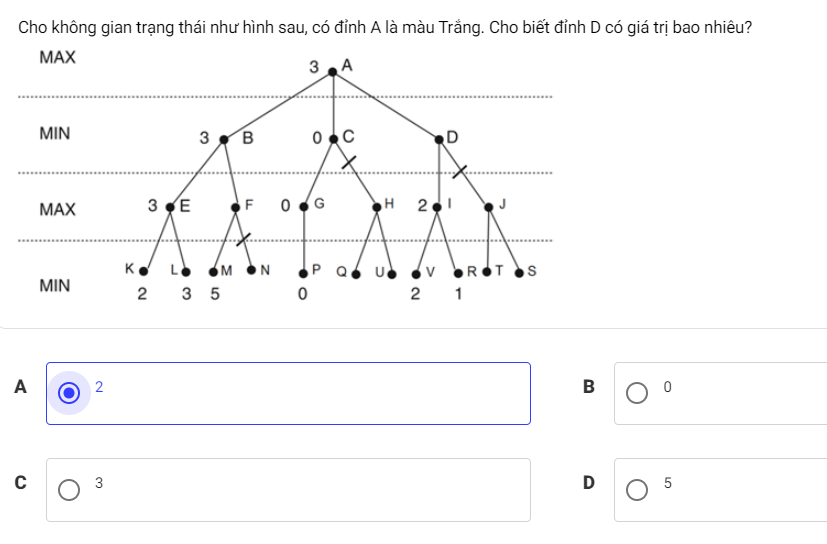 Cho không gian trạng thái như hình sau, có đỉnh A là màu Trắng. Cho biết đỉnh D có giá trị bao nhiêu?
MAX
3 A
MIN
3 B 0 C D
MAX
3 E F 0 G H 2 I J
K L M N P Q U V R T S
MIN
2 3 5 0 2 1
A 2
B 0
C 3
D 5